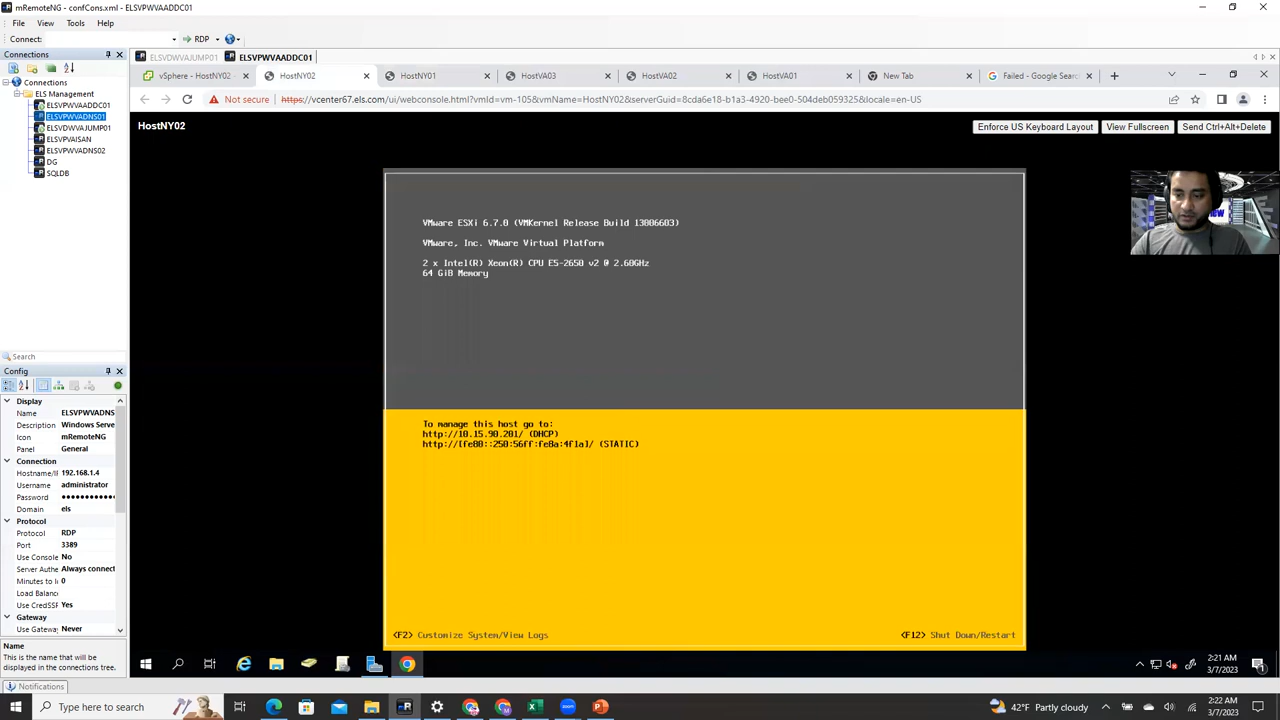 mRemoteNG - confCons.xml - ELSVPWVAADDC01
File View Tools Help
Connect: RDP
Connections
ELSVDWVAJUMP01 ELSVPWVAADDC01
vSphere - HostNY02 HostNY02 HostNY01 HostVA03 HostVA02 HostVA01 New Tab Failed - Google Searc
Not secure https://vcenter67.els.com/ui/webconsole.html?vmId=vm-105&vmName=HostNY02&serverGuid=8cda6e18-b1a3-4920-bee0-504deb059325&locale=en-US
HostNY02
Enforce US Keyboard Layout View Fullscreen Send Ctrl+Alt+Delete
Connections
ELS Management
ELSVPWVAADDC01
ELSVPWVADNS01
ELSVDWVAJUMP01
ELSVPVAISAN
ELSVPWVADNS02
DG
SQLDB
VMware ESXi 6.7.0 (VMKernel Release Build 13006603)
VMware, Inc. VMware Virtual Platform
2 x Intel(R) Xeon(R) CPU E5-2650 v2 @ 2.60GHz
64 GiB Memory
To manage this host go to:
http://10.15.90.201/ (DHCP)
http://[fe80::250:56ff:fe8a:4f1a]/ (STATIC)
<F2> Customize System/View Logs
<F12> Shut Down/Restart
Search
Config
Display
Name ELSVPWVADNS
Description Windows Serve
Icon mRemoteNG
Panel General
Connection
Hostname/IP 192.168.1.4
Username administrator
Password ••••••••••••
Domain els
Protocol
Protocol RDP
Port 3389
Use Console No
Server Authe Always connect
Minutes to I 0
Load Balanc
Use CredSSP Yes
Gateway
Use Gateway Never
Name
This is the name that will be
displayed in the connections tree.
Notifications
2:21 AM
3/7/2023
Type here to search
42°F Partly cloudy
2:22 AM
3/7/2023